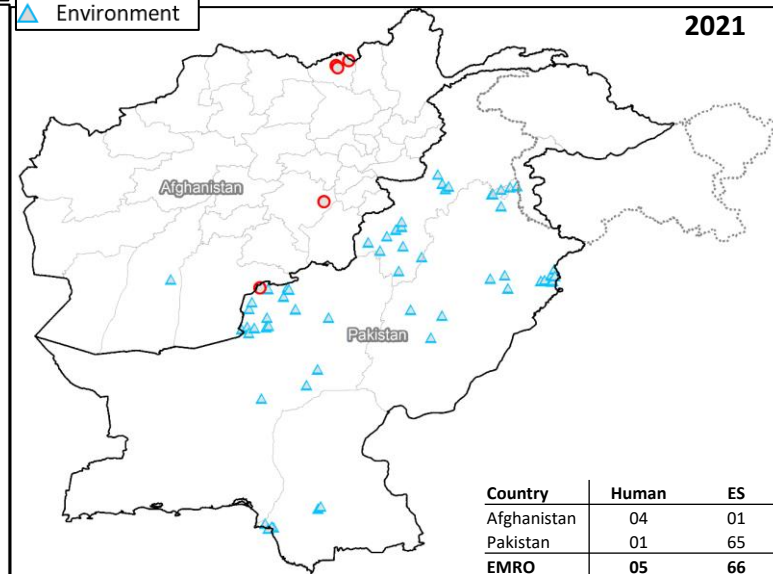 Environment
2021
Afghanistan
Pakistan
Country Human ES
Afghanistan 04 01
Pakistan 01 65
EMRO 05 66